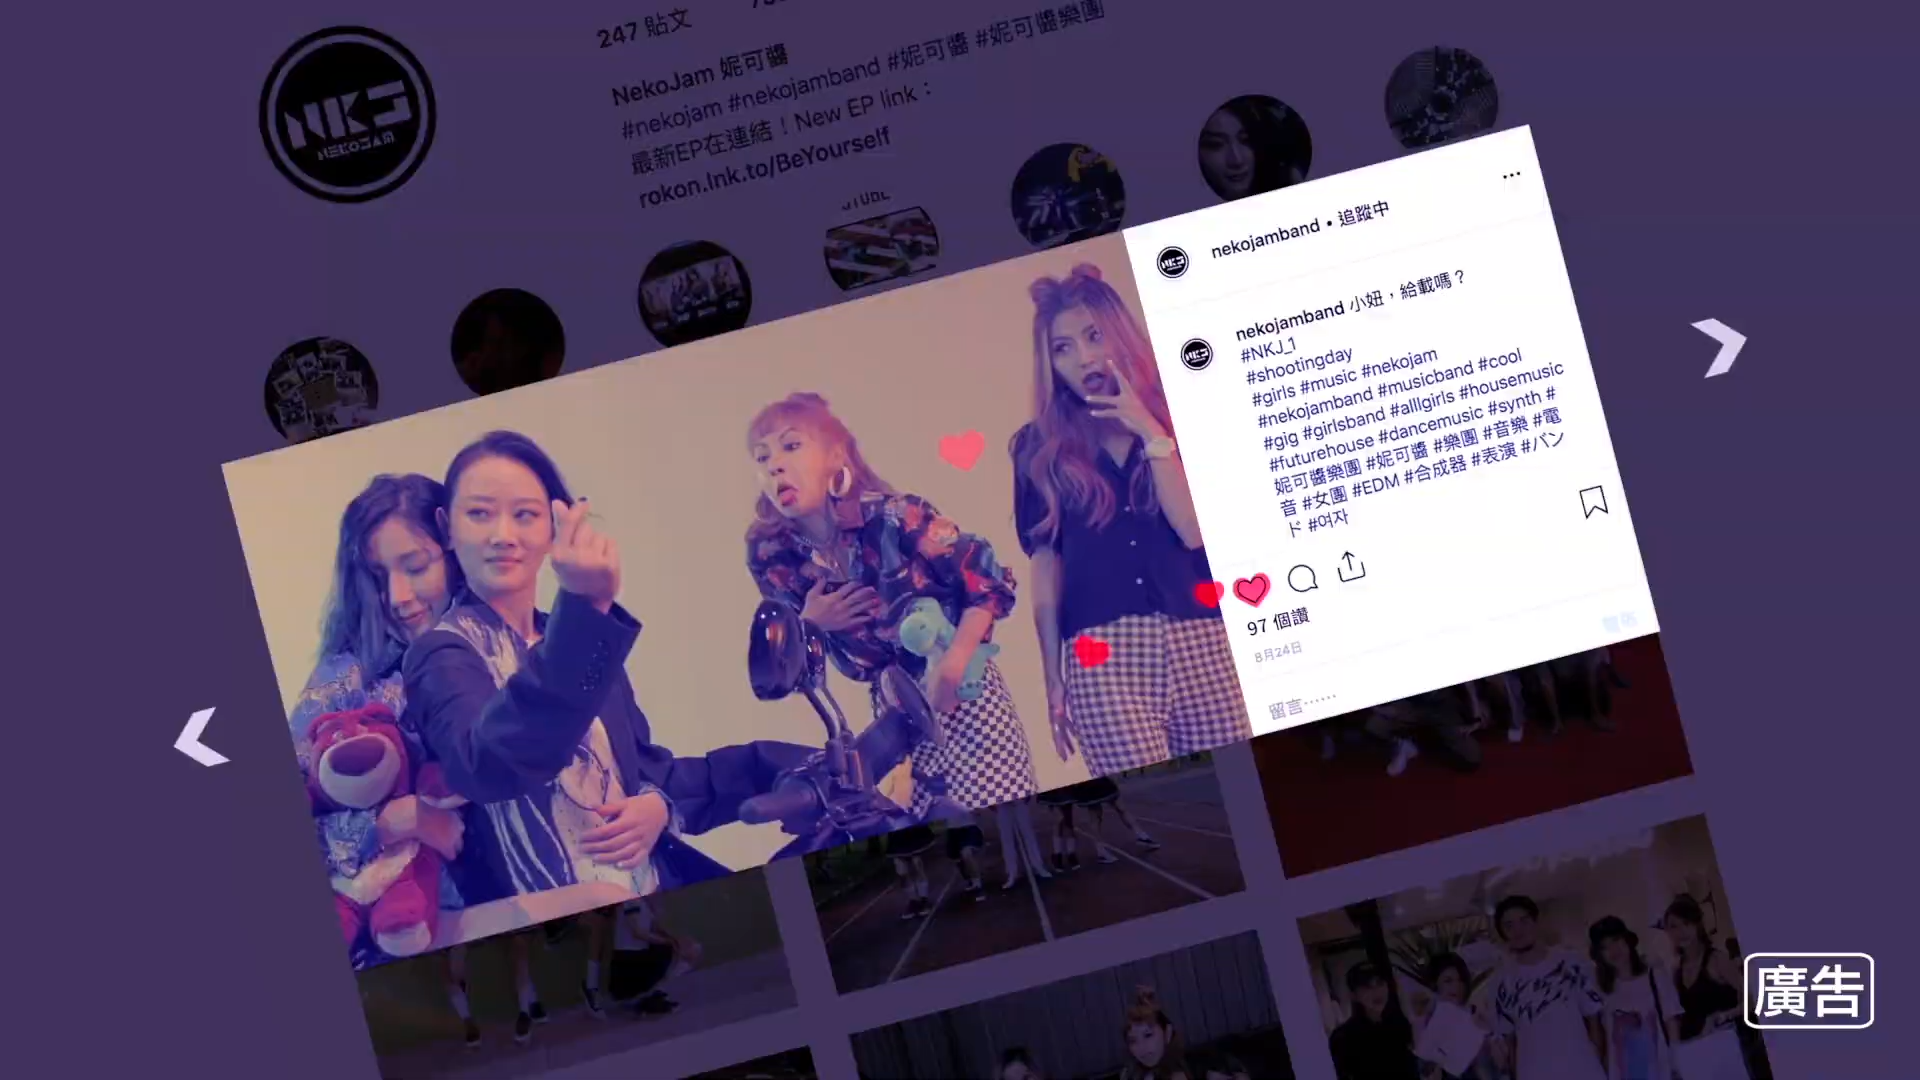 247 貼文
NekoJam 妮可醬
#nekojam #nekojamband #妮可醬 #妮可醬樂團
最新EP在連結！New EP link：
rokon.lnk.to/BeYourself
NKJ
NEKOJAM
nekojamband • 追蹤中
nekojamband 小妞，給載嗎？
#NKJ_1
#shootingday
#girls #music #nekojam
#nekojamband #musicband #cool
#gig #girlsband #alllgirls #housemusic
#futurehouse #dancemusic #synth #
妮可醬樂團 #妮可醬 #樂團 #音樂 #電
音 #女團 #EDM #合成器 #表演 #バン
ド #여자
97 個讚
8月24日
留言⋯⋯
廣告